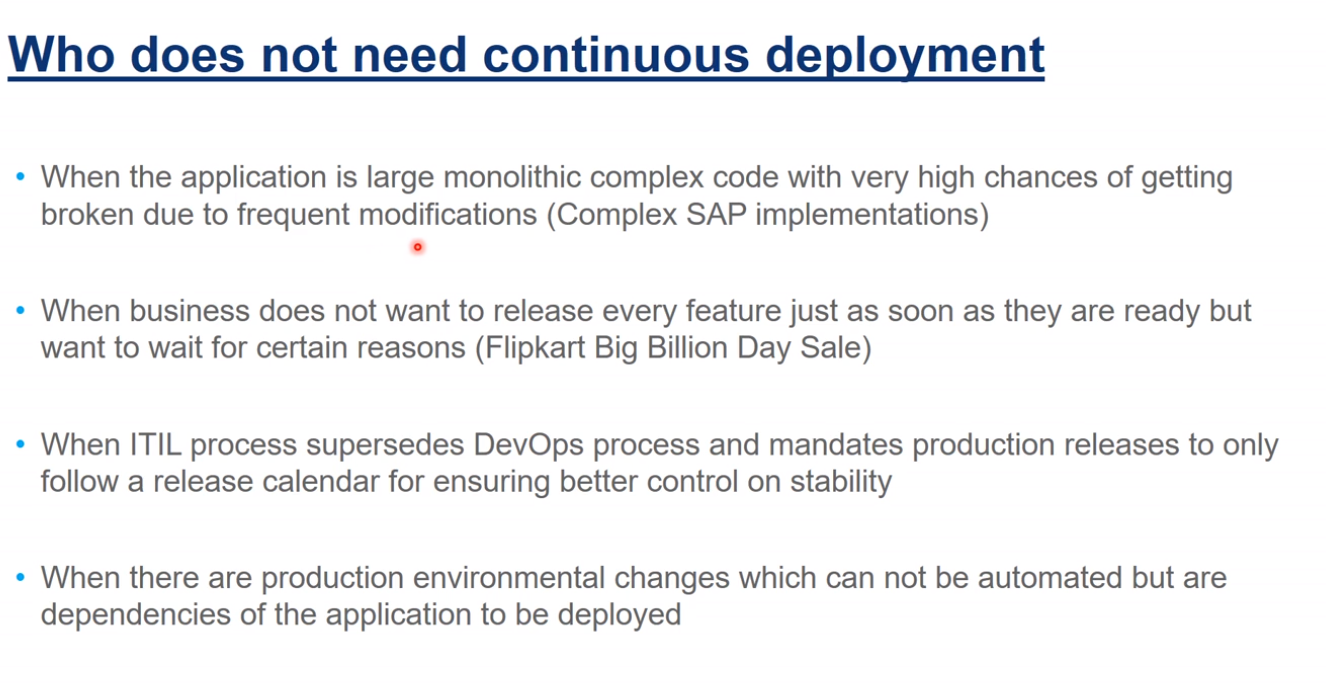 Who does not need continuous deployment
• When the application is large monolithic complex code with very high chances of getting
broken due to frequent modifications (Complex SAP implementations)
• When business does not want to release every feature just as soon as they are ready but
want to wait for certain reasons (Flipkart Big Billion Day Sale)
• When ITIL process supersedes DevOps process and mandates production releases to only
follow a release calendar for ensuring better control on stability
• When there are production environmental changes which can not be automated but are
dependencies of the application to be deployed